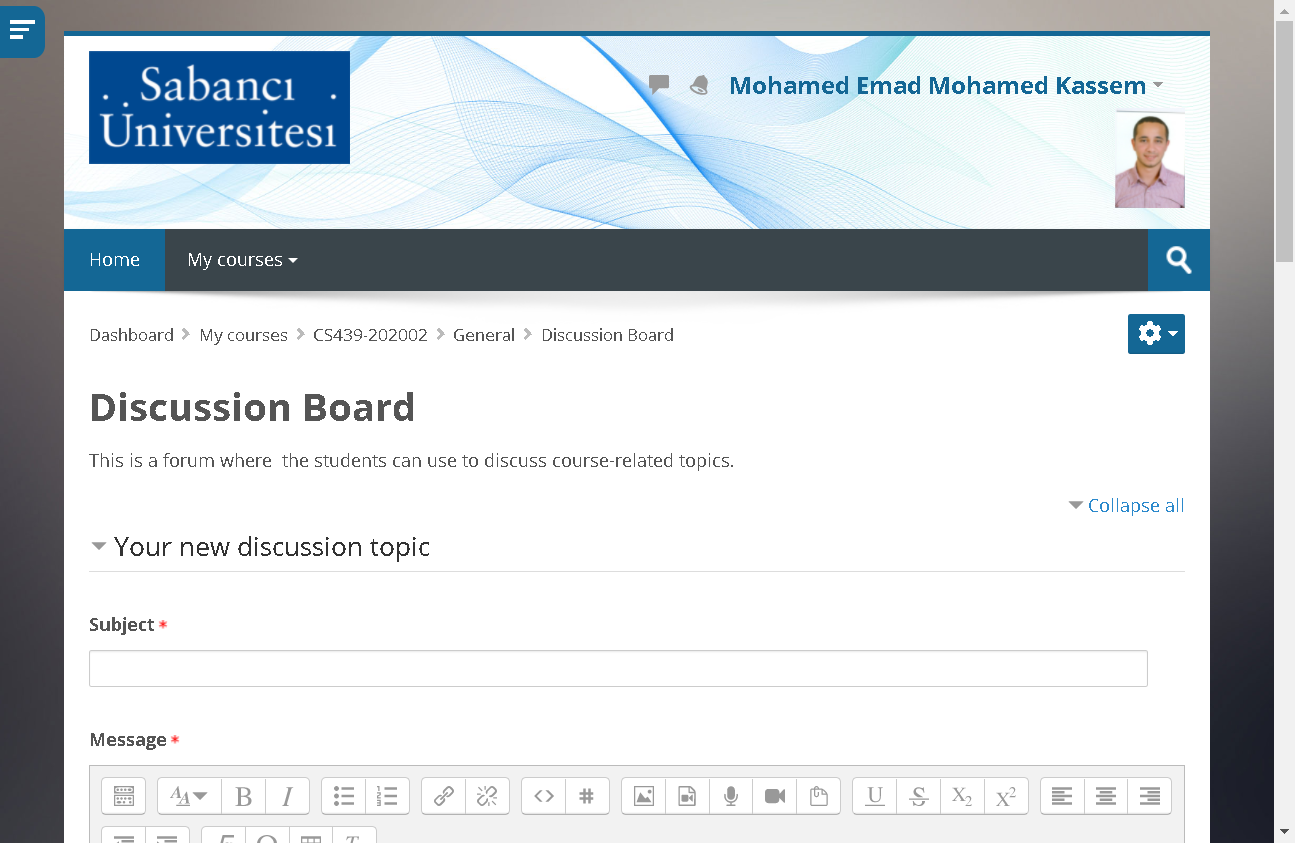 Sabancı
Üniversitesi
Mohamed Emad Mohamed Kassem
Home
My courses
Dashboard
My courses
CS439-202002
General
Discussion Board
Discussion Board
This is a forum where  the students can use to discuss course-related topics.
Collapse all
Your new discussion topic
Subject *
Message *